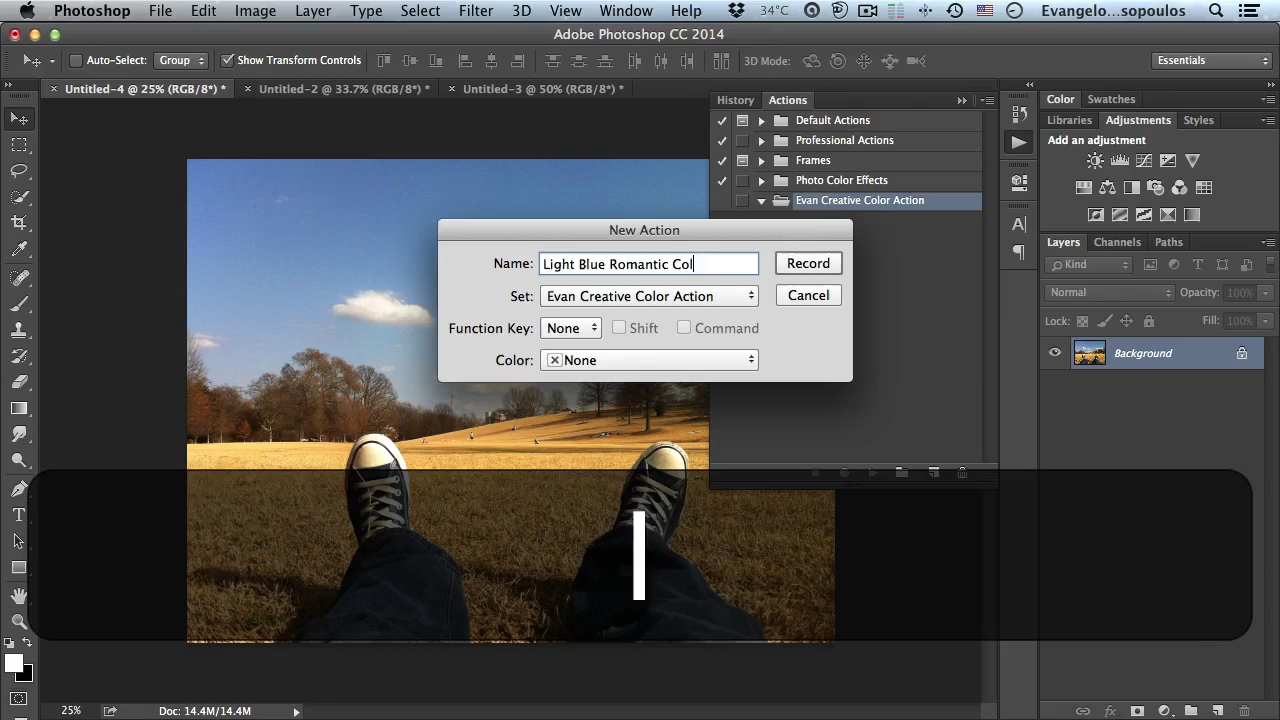 Photoshop File Edit Image Layer Type Select Filter 3D View Window Help 34°C Evangelo...sopoulos
Adobe Photoshop CC 2014
Auto-Select: Group Show Transform Controls 3D Mode: Essentials
Untitled-4 @ 25% (RGB/8*) * Untitled-2 @ 33.7% (RGB/8*) * Untitled-3 @ 50% (RGB/8*) *
History Actions
Default Actions
Professional Actions
Frames
Photo Color Effects
Evan Creative Color Action
New Action
Name: Light Blue Romantic Col
Record
Set: Evan Creative Color Action
Cancel
Function Key: None Shift Command
Color: None
Color Swatches
Libraries Adjustments Styles
Add an adjustment
Layers Channels Paths
Kind
Normal Opacity: 100%
Lock: Fill: 100%
Background
l
25% Doc: 14.4M/14.4M